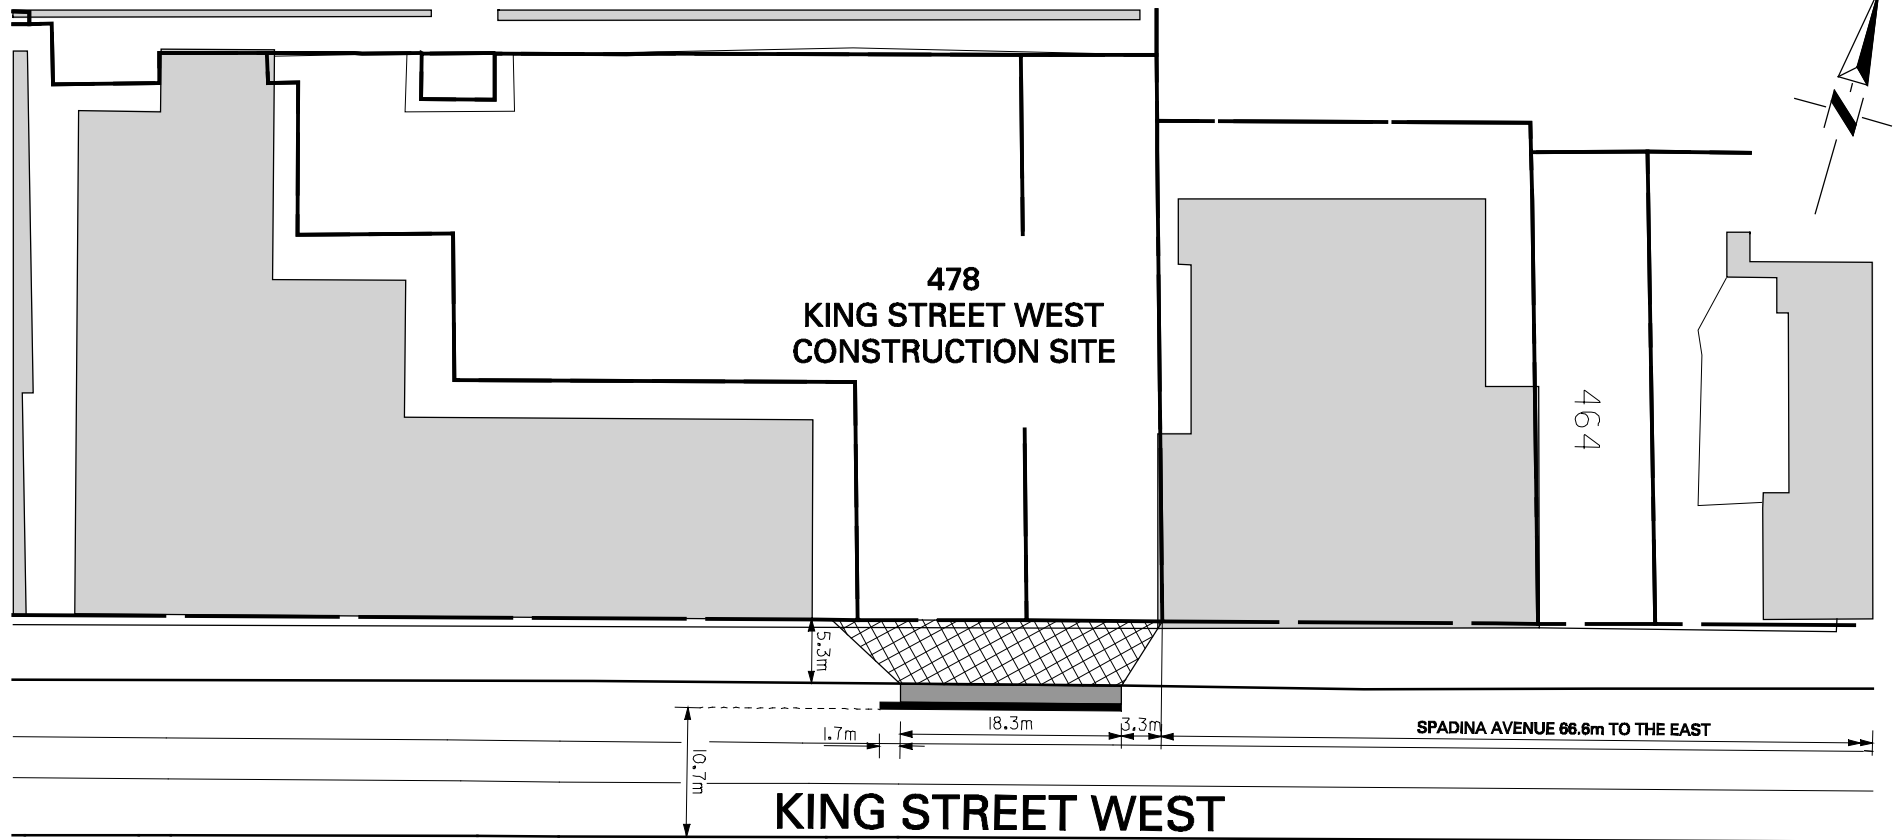 N
478
KING STREET WEST
CONSTRUCTION SITE
464
5.3m
18.3m
3.3m
1.7m
SPADINA AVENUE 66.6m TO THE EAST
10.7m
KING STREET WEST